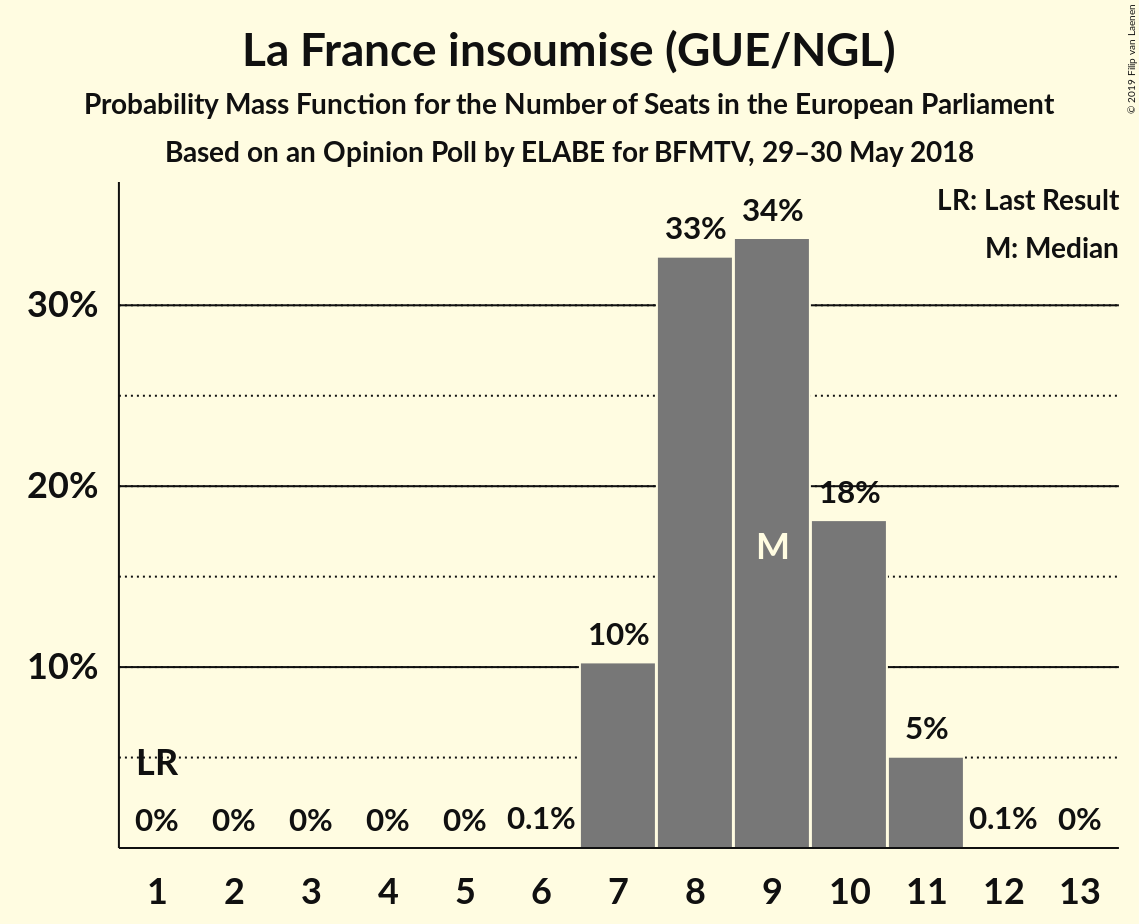 La France insoumise (GUE/NGL)
Probability Mass Function for the Number of Seats in the European Parliament
Based on an Opinion Poll by ELABE for BFMTV, 29–30 May 2018
© 2019 Filip van Laenen
LR: Last Result
M: Median
34%
33%
30%
20%
18%
M
10%
10%
5%
LR
0% 0% 0% 0% 0% 0.1% 0.1% 0%
1 2 3 4 5 6 7 8 9 10 11 12 13